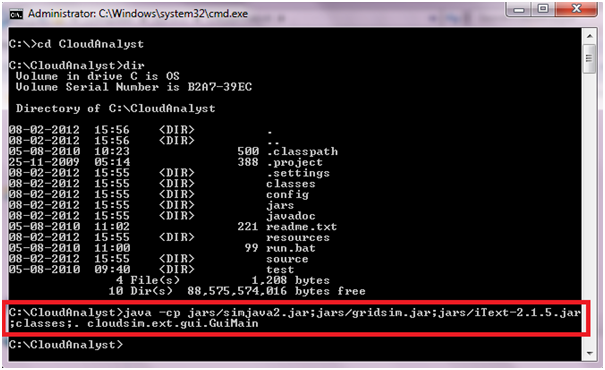 Administrator: C:\Windows\system32\cmd.exe
C:\>cd CloudAnalyst
C:\CloudAnalyst>dir
Volume in drive C is OS
Volume Serial Number is B2A7-39EC
Directory of C:\CloudAnalyst
08-02-2012 15:56 <DIR> .
08-02-2012 15:56 <DIR> ..
05-08-2010 10:23 500 .classpath
25-11-2009 05:14 388 .project
08-02-2012 15:55 <DIR> .settings
08-02-2012 15:55 <DIR> classes
08-02-2012 15:55 <DIR> config
08-02-2012 15:55 <DIR> jars
08-02-2012 15:55 <DIR> javadoc
05-08-2010 11:02 221 readme.txt
08-02-2012 15:55 <DIR> resources
05-08-2010 11:00 99 run.bat
08-02-2012 15:55 <DIR> source
05-08-2010 09:40 <DIR> test
4 File(s) 1,208 bytes
10 Dir(s) 88,575,574,016 bytes free
C:\CloudAnalyst>java -cp jars/simjava2.jar;jars/gridsim.jar;jars/iText-2.1.5.jar
;classes;. cloudsim.ext.gui.GuiMain
C:\CloudAnalyst>